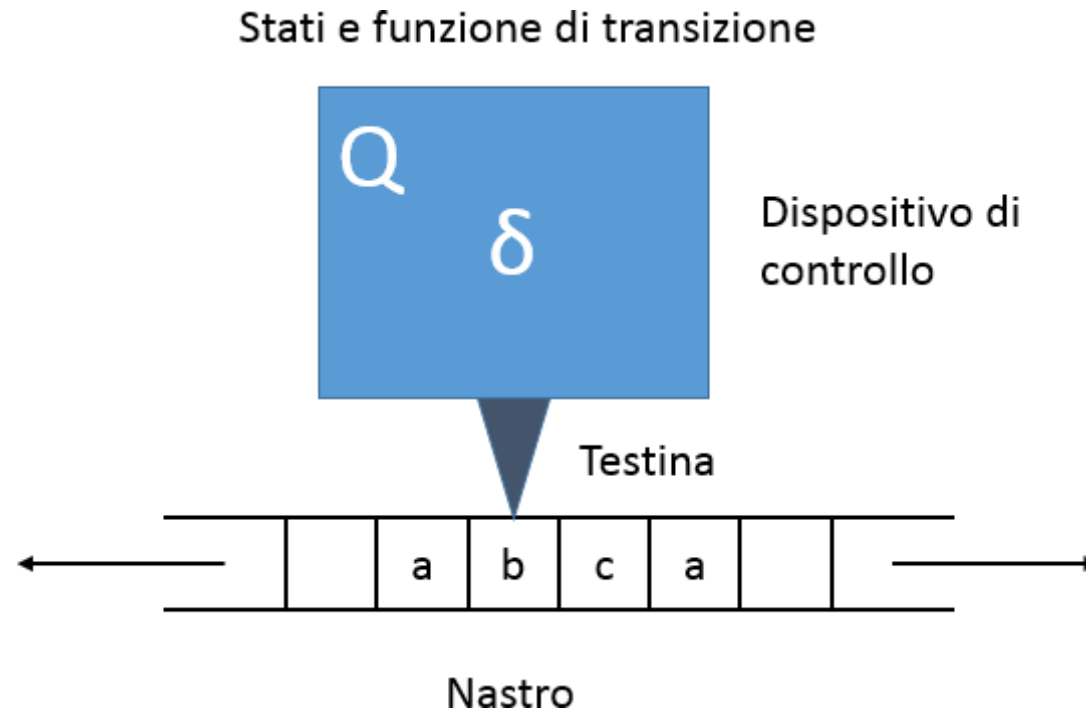 Stati e funzione di transizione
Q
δ
Dispositivo di
controllo
Testina
a b c a
Nastro